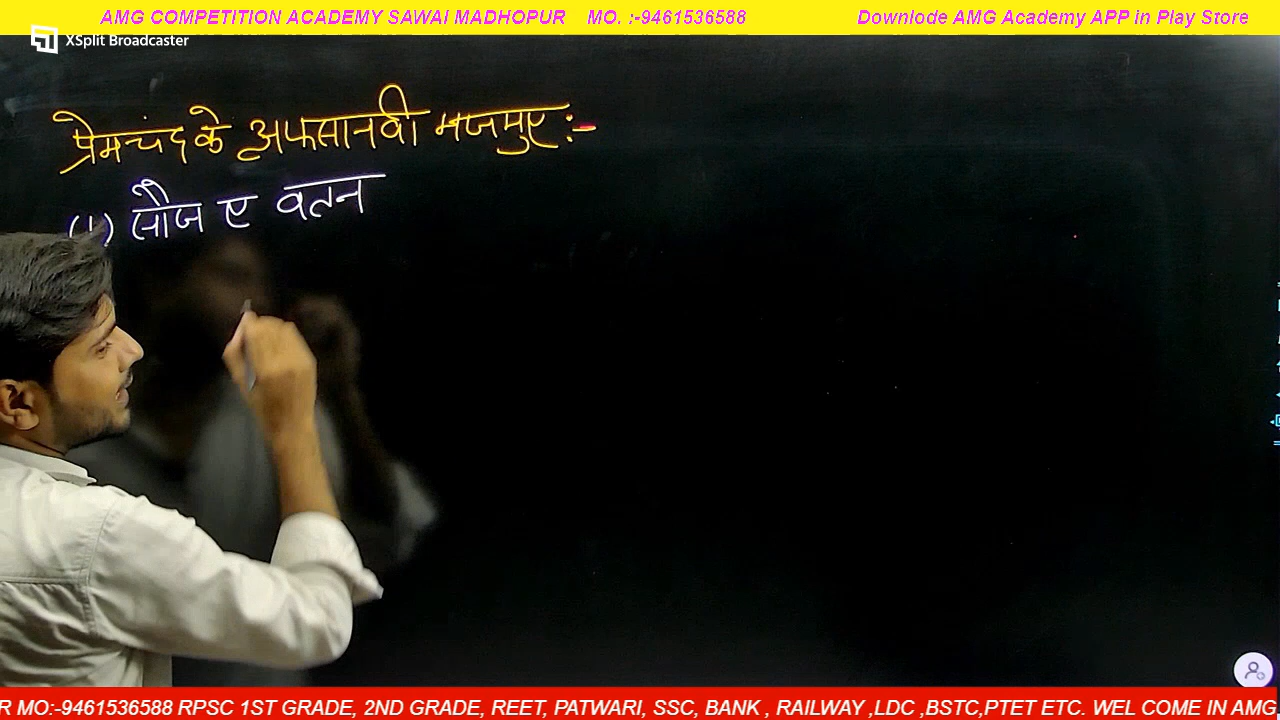 AMG COMPETITION ACADEMY SAWAI MADHOPUR MO. :-9461536588 Downlode AMG Academy APP in Play Store
XSplit Broadcaster
प्रेमचंद के अफसानवी मजमुए :-
(1) सौज ए वतन
R MO:-9461536588 RPSC 1ST GRADE, 2ND GRADE, REET, PATWARI, SSC, BANK , RAILWAY ,LDC ,BSTC,PTET ETC. WEL COME IN AMG